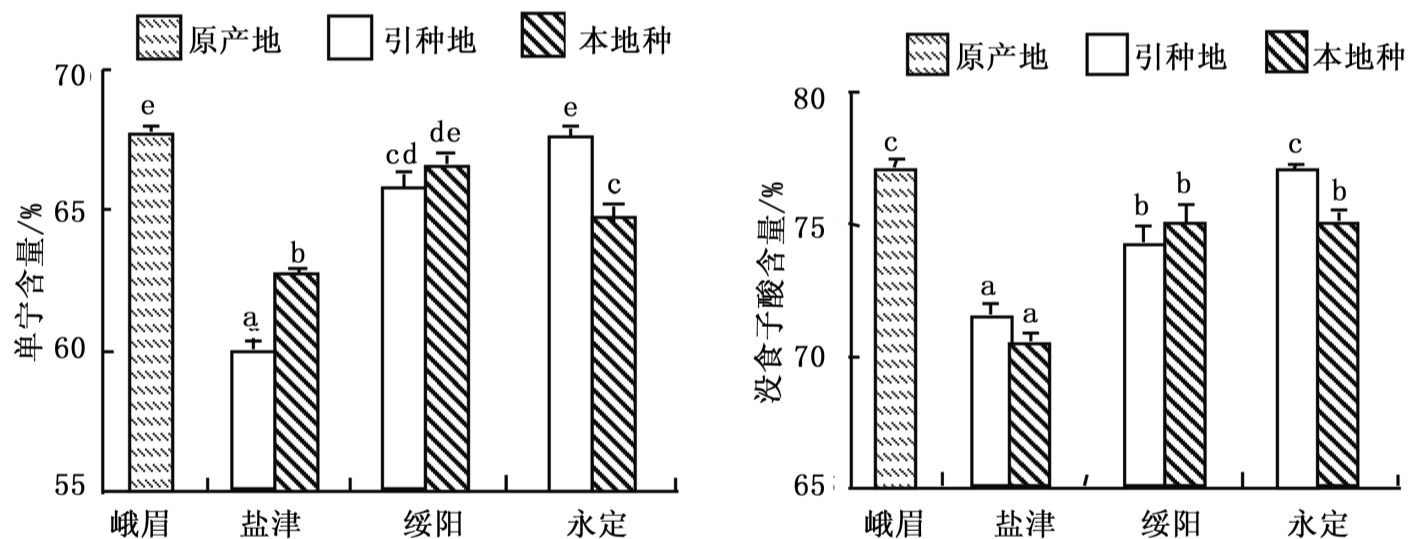 原产地 引种地 本地种
70
65
60
55
单宁含量/%
e
a
b
cd
de
e
c
峨眉 盐津 绥阳 永定
原产地 引种地 本地种
80
75
70
65
没食子酸含量/%
c
a
a
b
b
c
b
峨眉 盐津 绥阳 永定